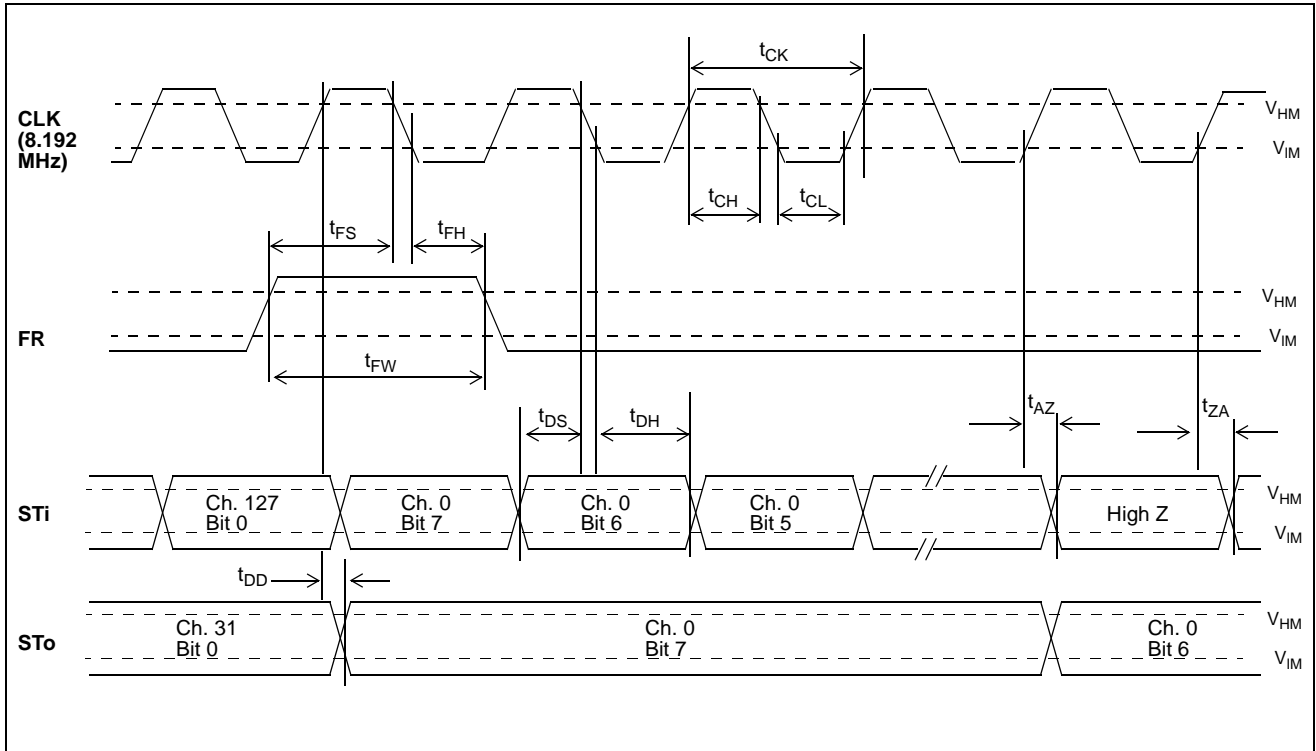 tCK
CLK
(8.192
MHz)
VHM
VIM
tCH
tCL
tFS
tFH
VHM
FR
VIM
tFW
tDS
tDH
tAZ
tZA
STi
Ch. 127
Bit 0
Ch. 0
Bit 7
Ch. 0
Bit 6
Ch. 0
Bit 5
High Z
VHM
VIM
tDD
STo
Ch. 31
Bit 0
Ch. 0
Bit 7
Ch. 0
Bit 6
VHM
VIM